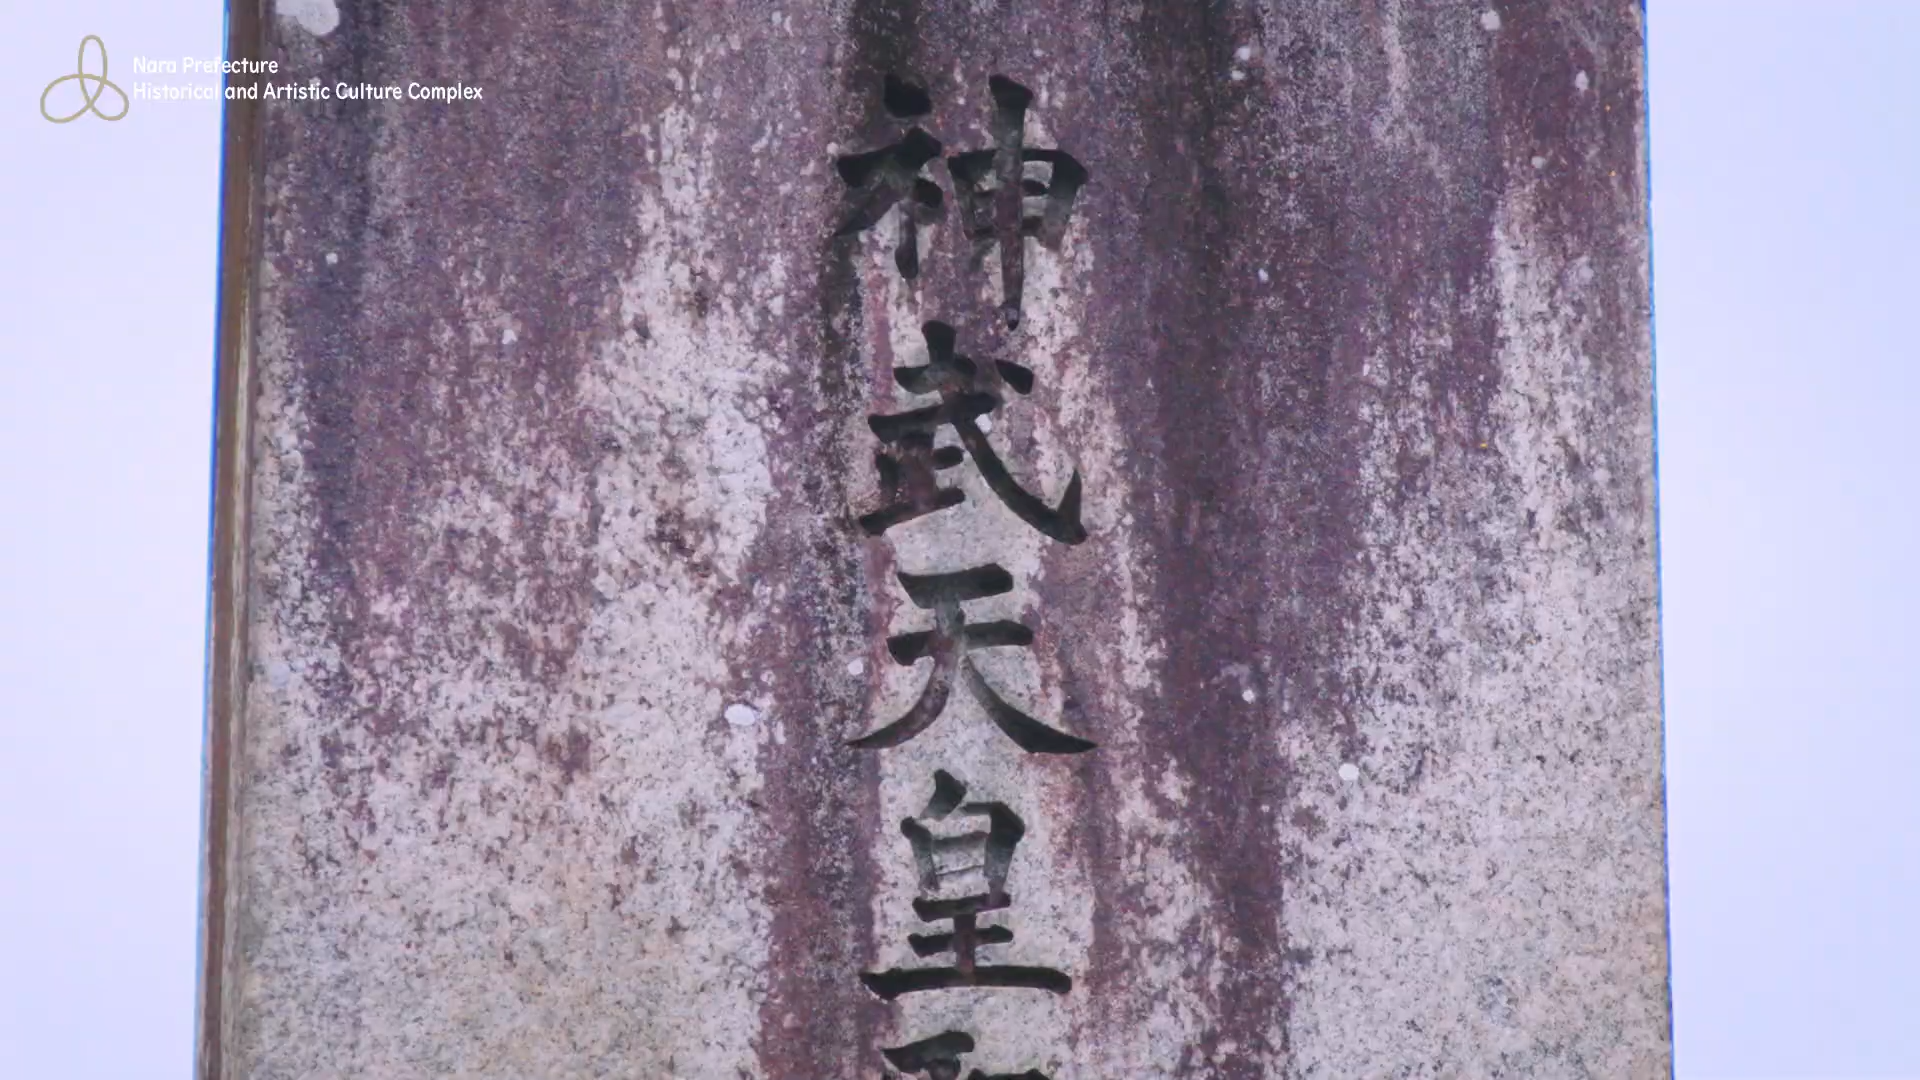 Nara Prefecture
Historical and Artistic Culture Complex
神武天皇